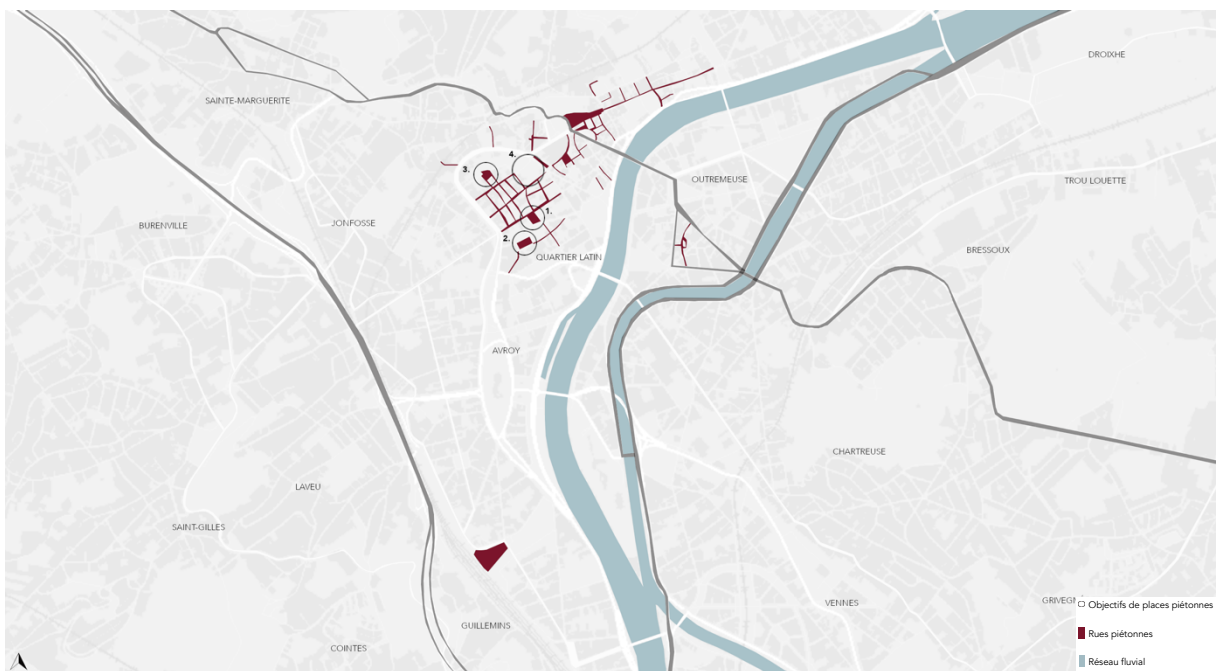 DROIXHE
SAINTE-MARGUERITE
4.
3.
OUTREMEUSE
TROU LOUETTE
1.
BURENVILLE
JONFOSSE
2.
QUARTIER LATIN
BRESSOUX
AVROY
CHARTREUSE
LAVEU
SAINT-GILLES
VENNES
GRIVEGN
GUILLEMINS
COINTES
Objectifs de places piétonnes
Rues piétonnes
Réseau fluvial